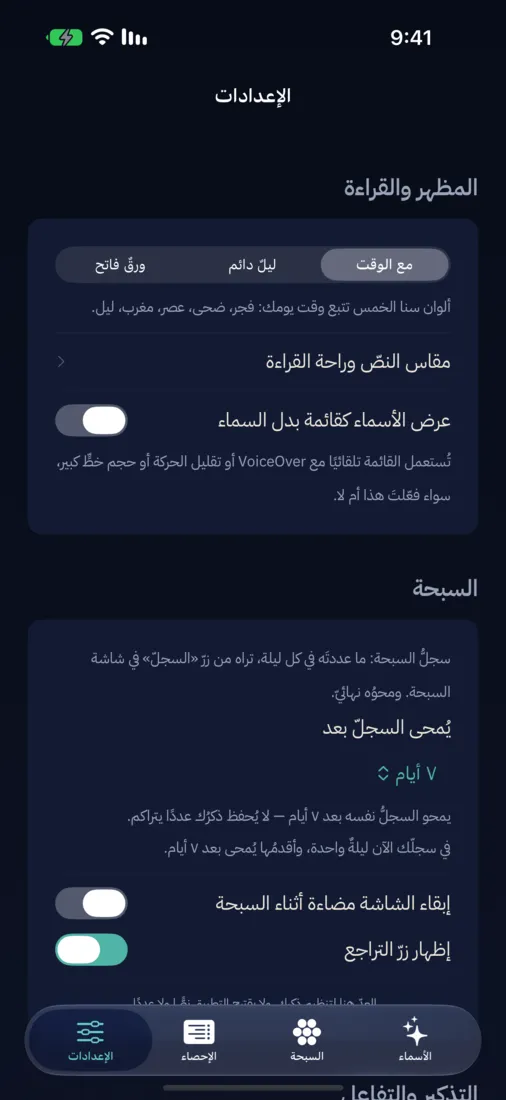 9:41
الإعدادات
المظهر والقراءة
مع الوقت
ليلٌ دائم
ورقٌ فاتح
ألوان سنا الخمس تتبع وقت يومك: فجر، ضحى، عصر، مغرب، ليل.
مقاس النصّ وراحة القراءة
عرض الأسماء كقائمة بدل السماء
تُستعمل القائمة تلقائيًا مع VoiceOver أو تقليل الحركة أو حجم خطٍّ كبير،
سواء فعّلتَ هذا أم لا.
السبحة
سجلُّ السبحة: ما عددتَه في كل ليلة، تراه من زرّ «السجلّ» في شاشة
السبحة. ومحوُه نهائيّ.
يُمحى السجلّ بعد
٧ أيام
يمحو السجلُّ نفسه بعد ٧ أيام — لا يُحفظ ذكرُك عددًا يتراكم.
في سجلّك الآن ليلةٌ واحدة، وأقدمُها يُمحى بعد ٧ أيام.
إبقاء الشاشة مضاءة أثناء السبحة
إظهار زرّ التراجع
الأسماء
السبحة
الإحصاء
الإعدادات
التذكير والتفاعل